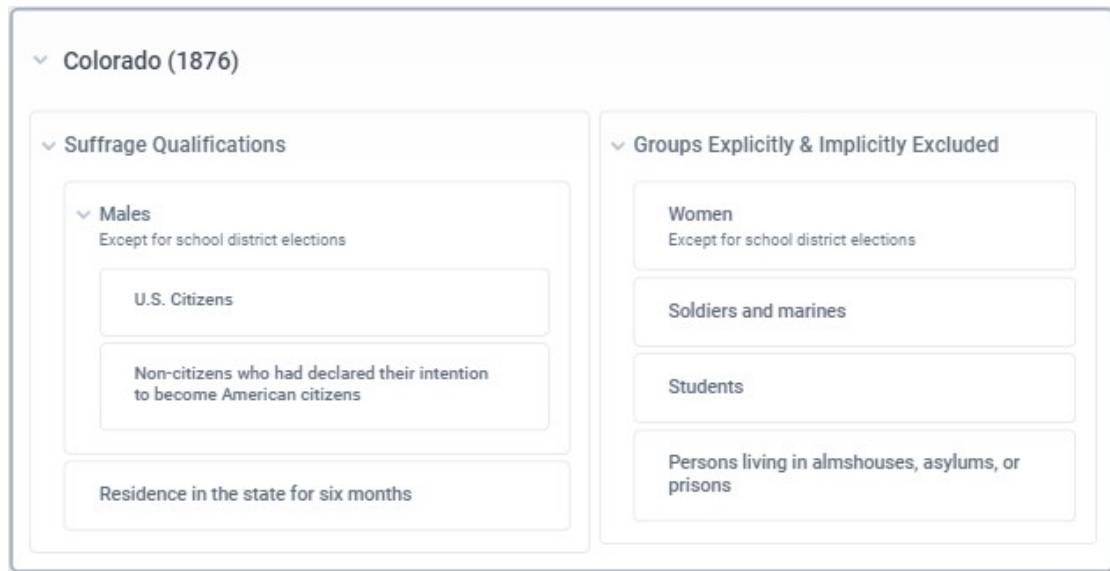 Colorado (1876)
Suffrage Qualifications
Males
Except for school district elections
U.S. Citizens
Non-citizens who had declared their intention
to become American citizens
Residence in the state for six months
Groups Explicitly & Implicitly Excluded
Women
Except for school district elections
Soldiers and marines
Students
Persons living in almshouses, asylums, or
prisons